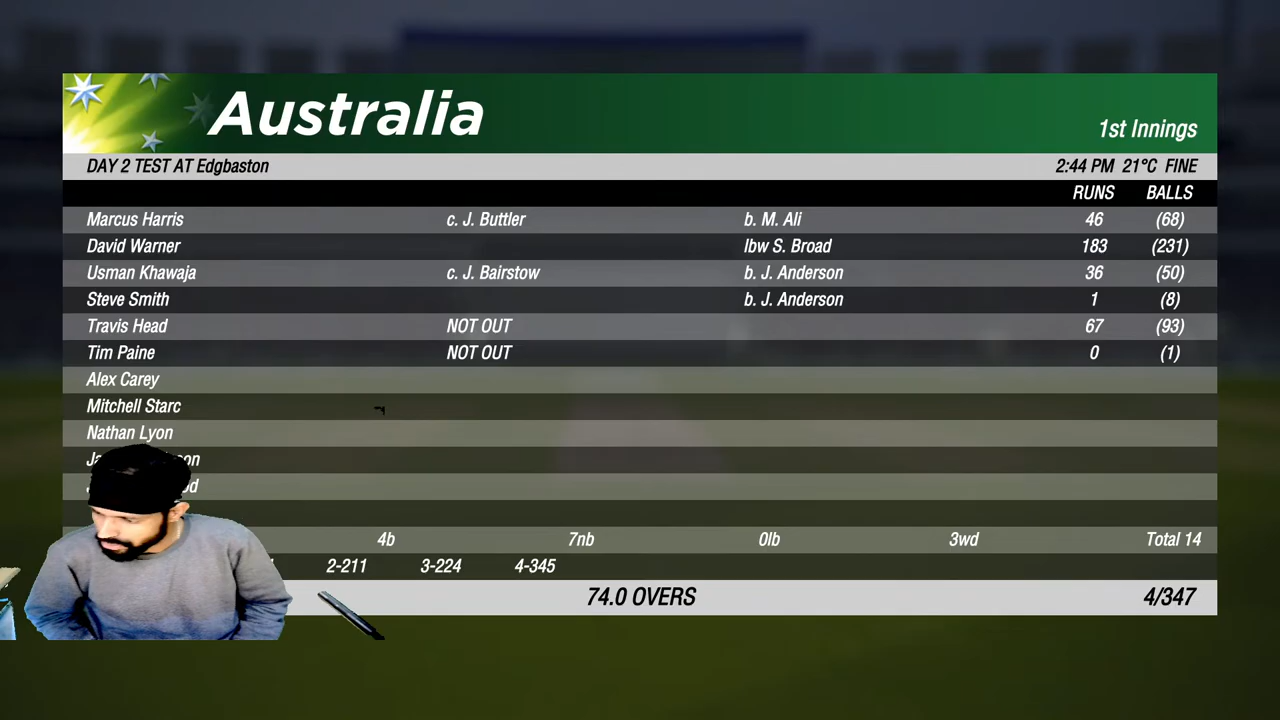 Australia
1st Innings
DAY 2 TEST AT Edgbaston 2:44 PM 21°C FINE
RUNS BALLS
Marcus Harris c. J. Buttler b. M. Ali 46 (68)
David Warner lbw S. Broad 183 (231)
Usman Khawaja c. J. Bairstow b. J. Anderson 36 (50)
Steve Smith b. J. Anderson 1 (8)
Travis Head NOT OUT 67 (93)
Tim Paine NOT OUT 0 (1)
Alex Carey
Mitchell Starc
Nathan Lyon
4b 7nb 0lb 3wd Total 14
2-211 3-224 4-345
74.0 OVERS 4/347